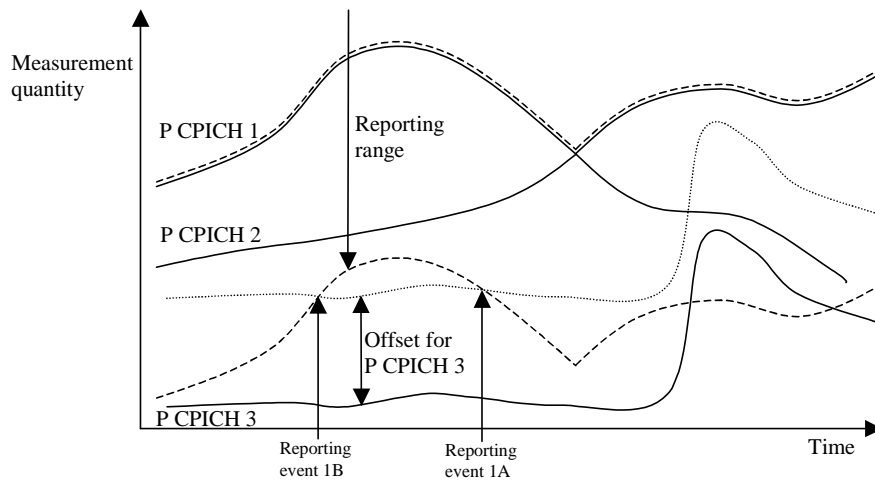 Measurement
quantity
P CPICH 1
Reporting
range
P CPICH 2
Offset for
P CPICH 3
P CPICH 3
Reporting
event 1B
Reporting
event 1A
Time